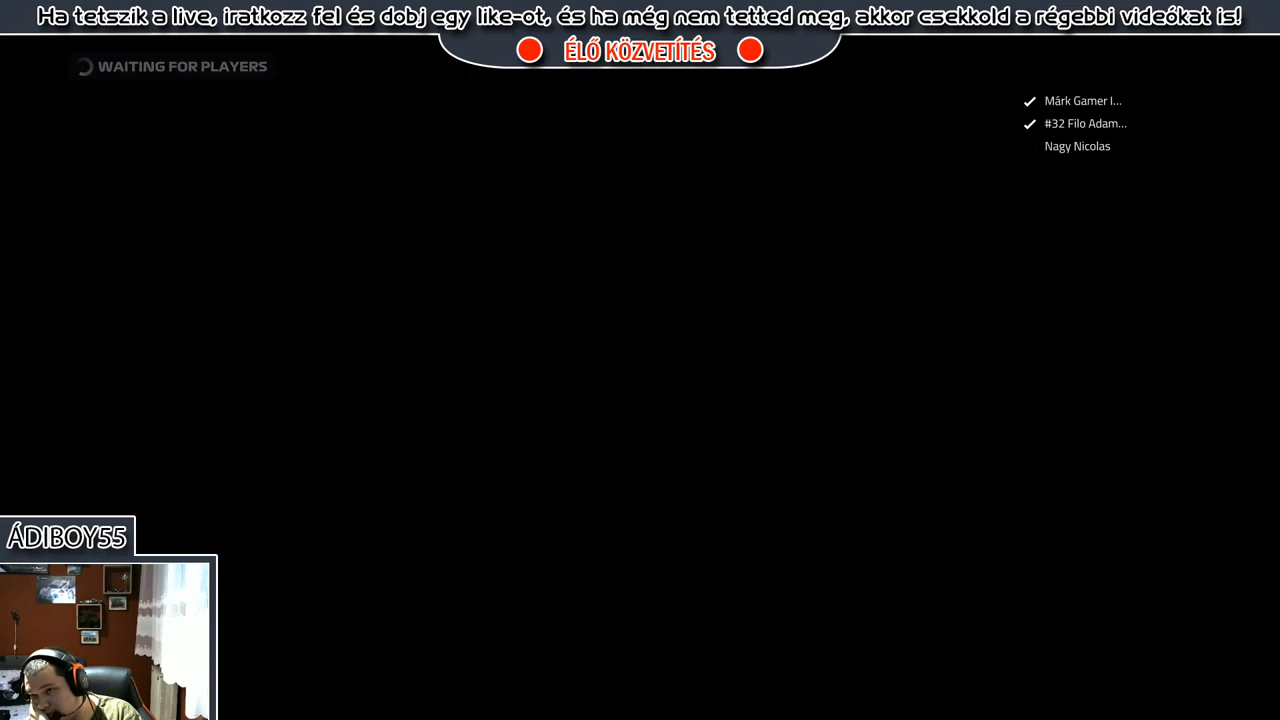 Ha tetszik a live, iratkozz fel és dobj egy like-ot, és ha még nem tetted meg, akkor csekkold a régebbi videókat is!
ÉLŐ KÖZVETÍTÉS
WAITING FOR PLAYERS
Márk Gamer I...
#32 Filo Adam...
Nagy Nicolas
ÁDIBOY55